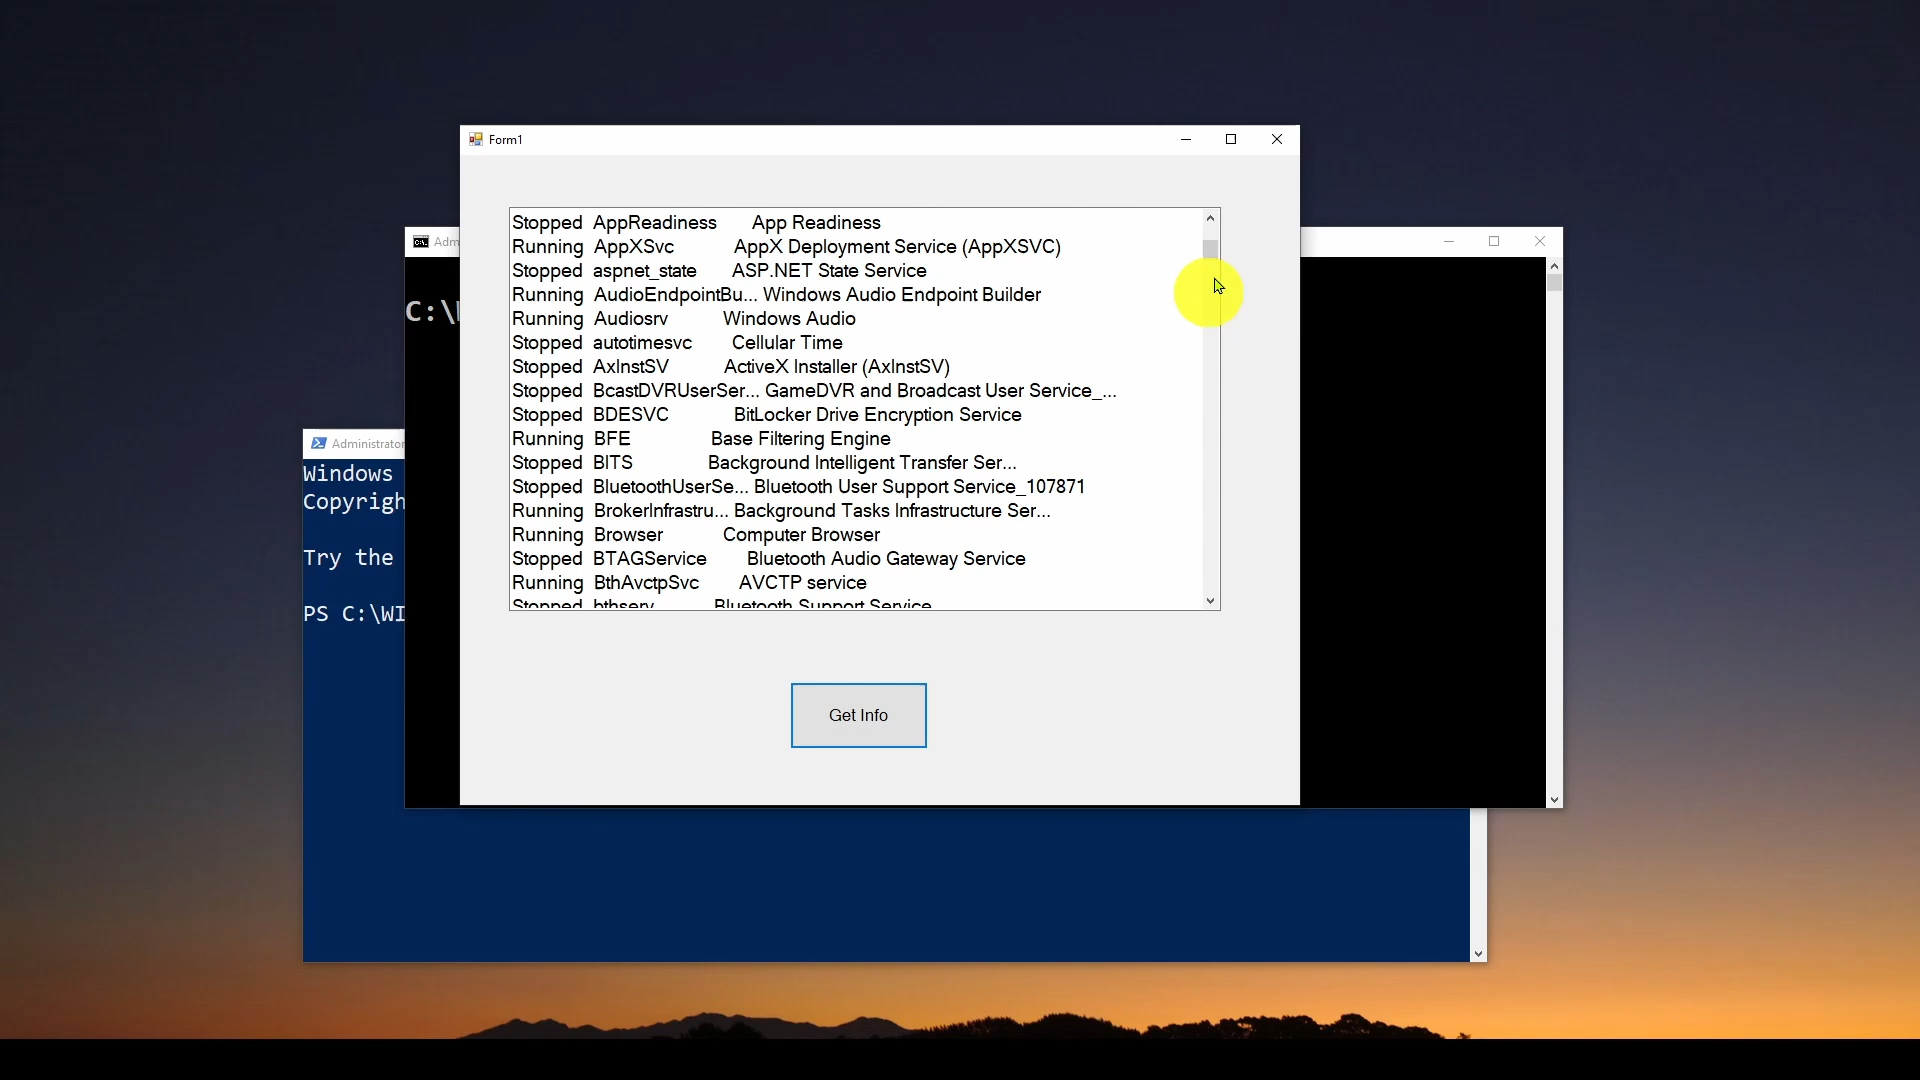 Form1
Stopped AppReadiness App Readiness
Running AppXSvc AppX Deployment Service (AppXSVC)
Stopped aspnet_state ASP.NET State Service
Running AudioEndpointBu... Windows Audio Endpoint Builder
Running Audiosrv Windows Audio
Stopped autotimesvc Cellular Time
Stopped AxInstSV ActiveX Installer (AxInstSV)
Stopped BcastDVRUserSer... GameDVR and Broadcast User Service_...
Stopped BDESVC BitLocker Drive Encryption Service
Running BFE Base Filtering Engine
Stopped BITS Background Intelligent Transfer Ser...
Stopped BluetoothUserSe... Bluetooth User Support Service_107871
Running BrokerInfrastru... Background Tasks Infrastructure Ser...
Running Browser Computer Browser
Stopped BTAGService Bluetooth Audio Gateway Service
Running BthAvctpSvc AVCTP service
Stopped bthserv Bluetooth Support Service
Get Info
Adm
C:\
Administrator
Windows
Copyrigh
Try the
PS C:\WI